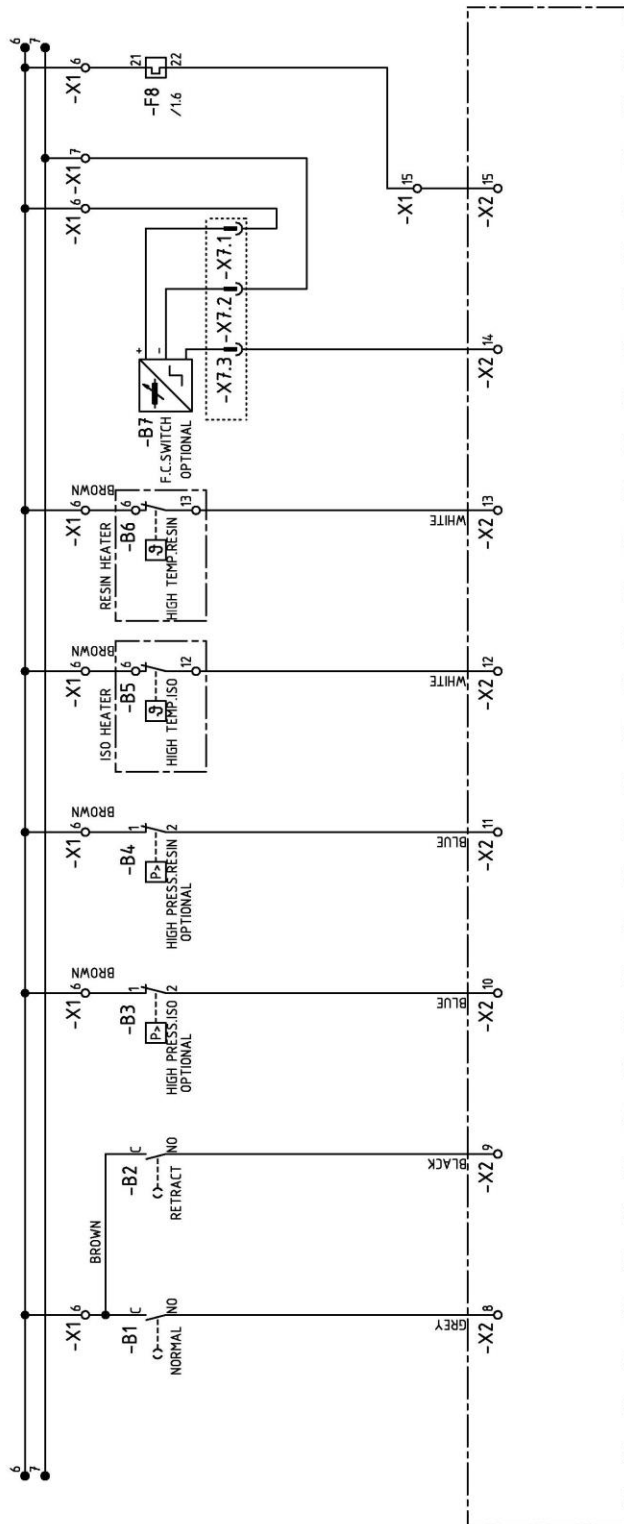 6
7
-X1 6
21
22
-F8
/1.6
-X1 15
-X2 15
-X1 7
-X1 6
+
-
-B7
F.C.SWITCH
OPTIONAL
-X7.1
-X7.2
-X7.3
-X2 14
-X1 6
BROWN
RESIN HEATER
6
-B6
ϑ
HIGH TEMP.RESIN
13
WHITE
-X2 13
-X1 6
BROWN
ISO HEATER
6
-B5
ϑ
HIGH TEMP.ISO
12
WHITE
-X2 12
-X1 6
BROWN
1
-B4
2
P>
HIGH PRESS.RESIN
OPTIONAL
BLUE
-X2 11
-X1 6
BROWN
1
-B3
2
P>
HIGH PRESS.ISO
OPTIONAL
BLUE
-X2 10
C
-B2
NO
RETRACT
BLACK
-X2 9
BROWN
-X1 6
C
-B1
NO
NORMAL
GREY
-X2 8
6
7